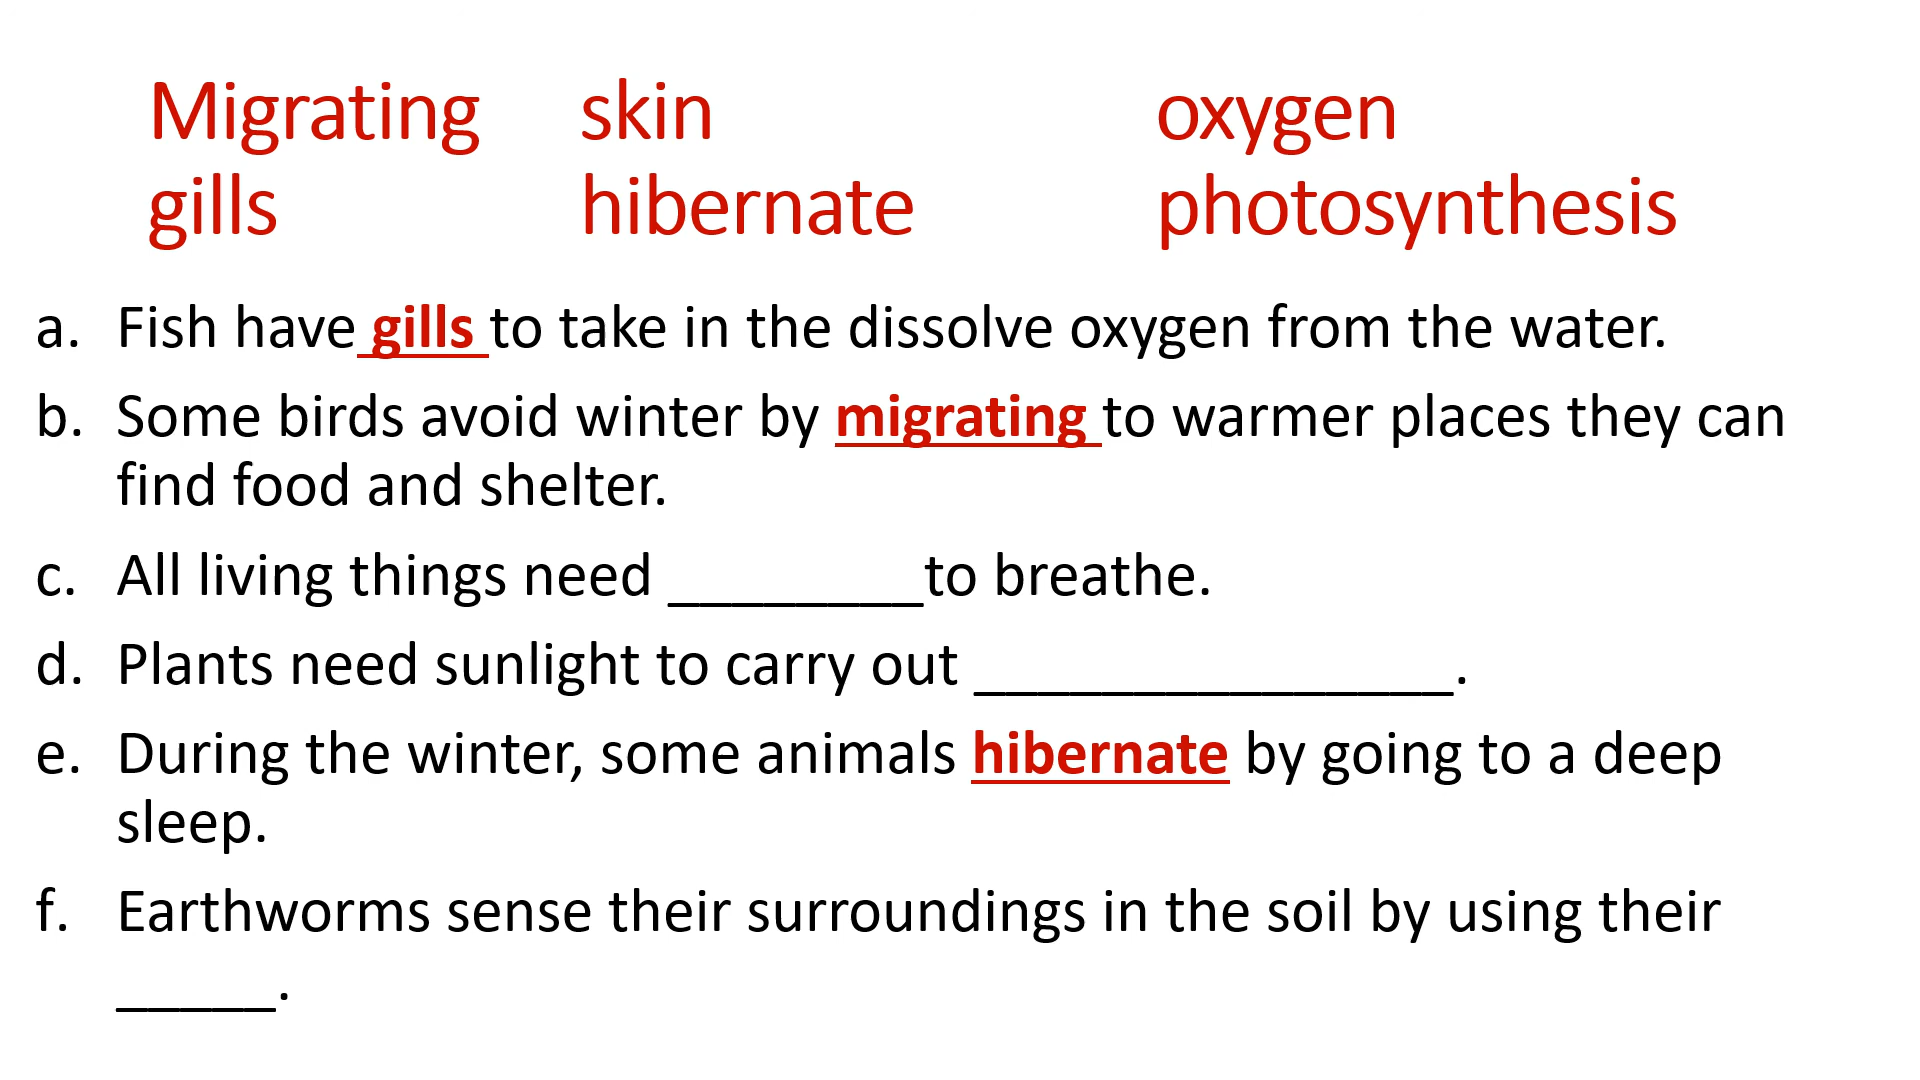 Migrating skin oxygen
gills hibernate photosynthesis
a. Fish have gills to take in the dissolve oxygen from the water.
b. Some birds avoid winter by migrating to warmer places they can
find food and shelter.
c. All living things need ________to breathe.
d. Plants need sunlight to carry out _______________.
e. During the winter, some animals hibernate by going to a deep
sleep.
f. Earthworms sense their surroundings in the soil by using their
_____.